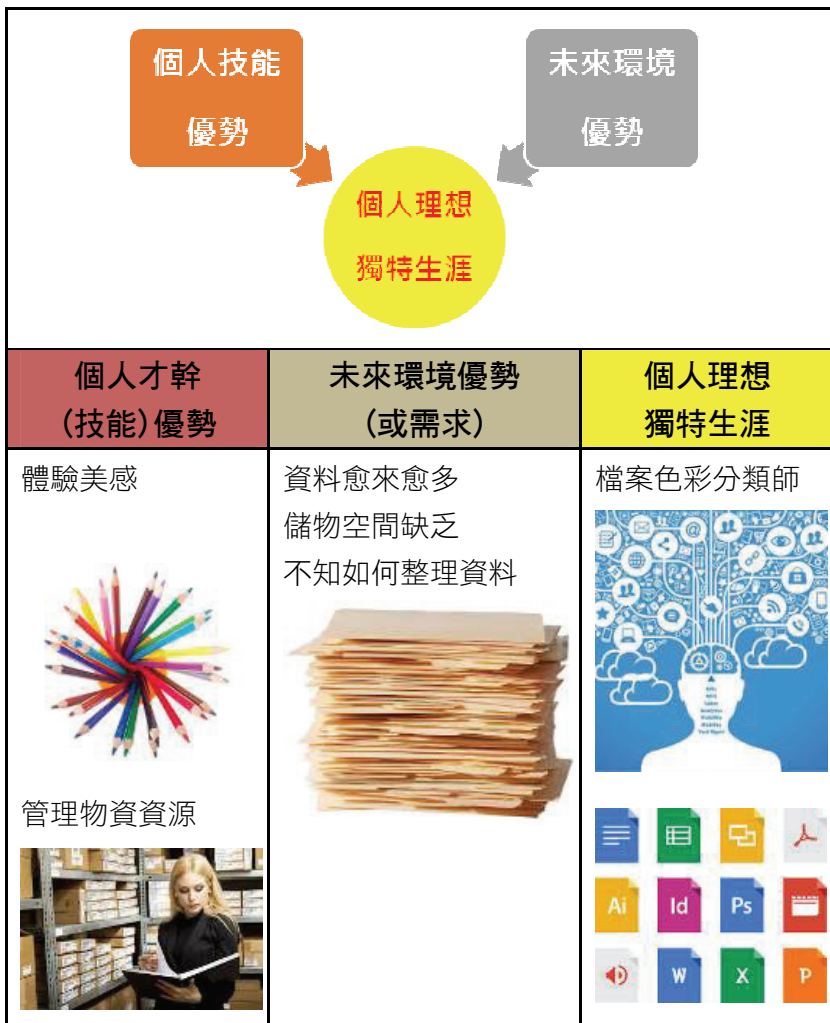 個人技能
優勢
未來環境
優勢
個人理想
獨特生涯
個人才幹
(技能)優勢
未來環境優勢
(或需求)
個人理想
獨特生涯
體驗美感
資料愈來愈多
儲物空間缺乏
不知如何整理資料
檔案色彩分類師
管理物資資源
Ai
Id
Ps
W
X
P